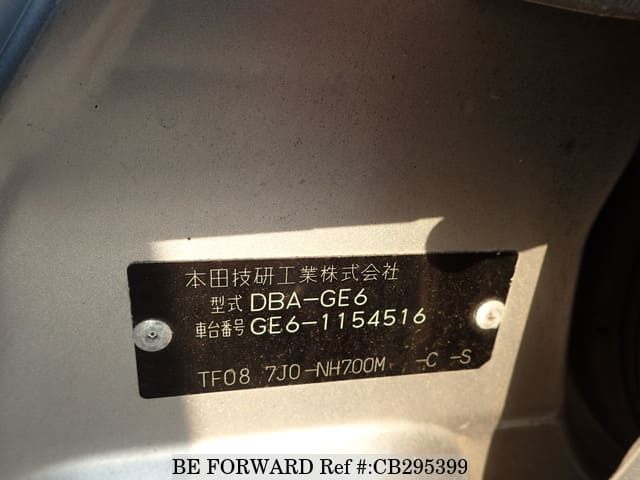 本田技研工業株式会社
型式 DBA-GE6
車台番号 GE6-1154516
TF08 7J0-NH700M -C -S
BE FORWARD Ref #:CB295399